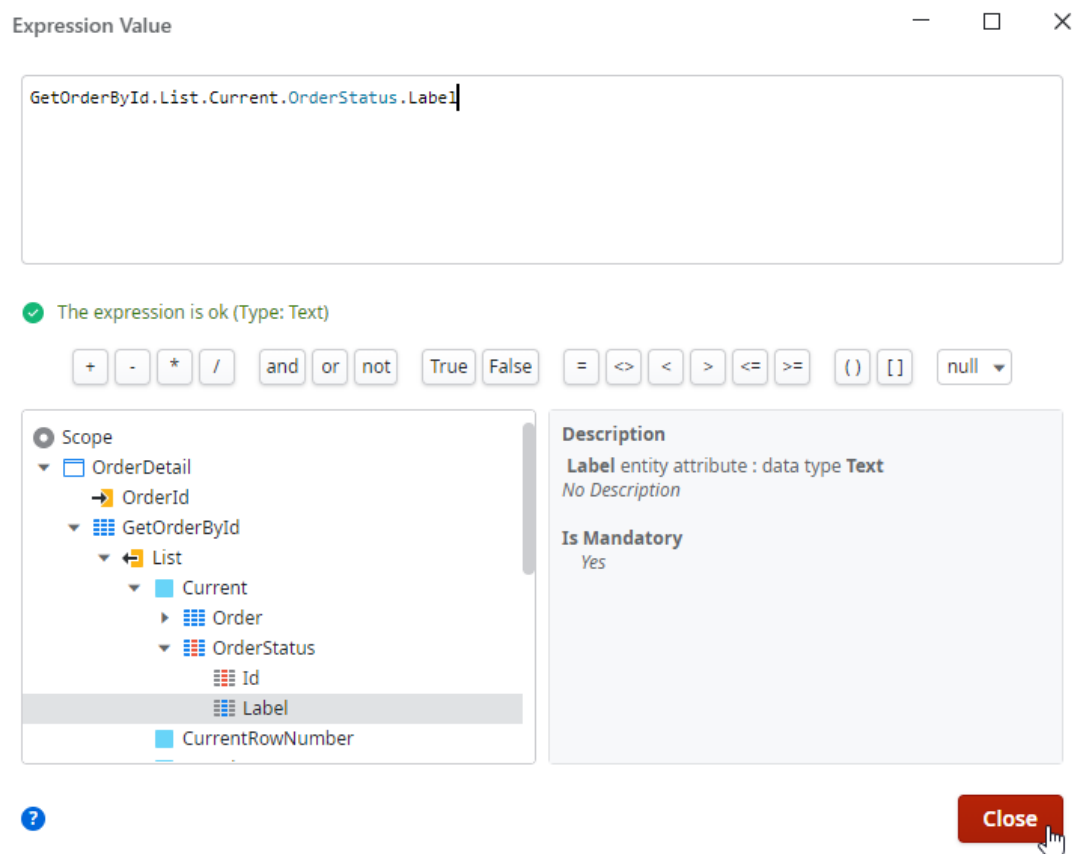 Expression Value
GetOrderById.List.Current.OrderStatus.Label
The expression is ok (Type: Text)
+ - * / and or not True False = <> < > <= >= () [] null
Scope
OrderDetail
OrderId
GetOrderById
List
Current
Order
OrderStatus
Id
Label
CurrentRowNumber
Description
Label entity attribute : data type Text
No Description
Is Mandatory
Yes
?
Close